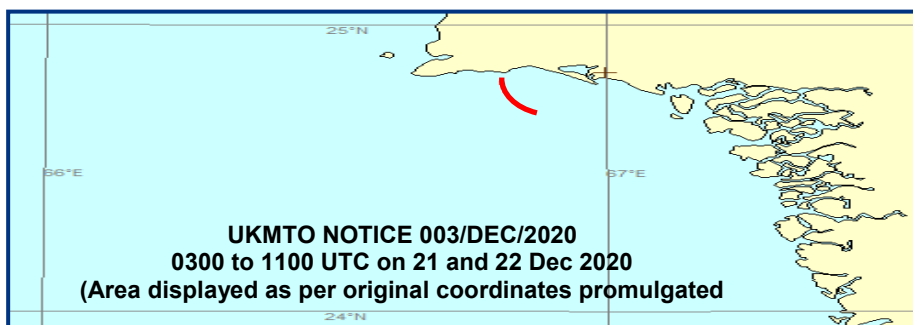 25°N
66°E
67°E
UKMTO NOTICE 003/DEC/2020
0300 to 1100 UTC on 21 and 22 Dec 2020
(Area displayed as per original coordinates promulgated
24°N